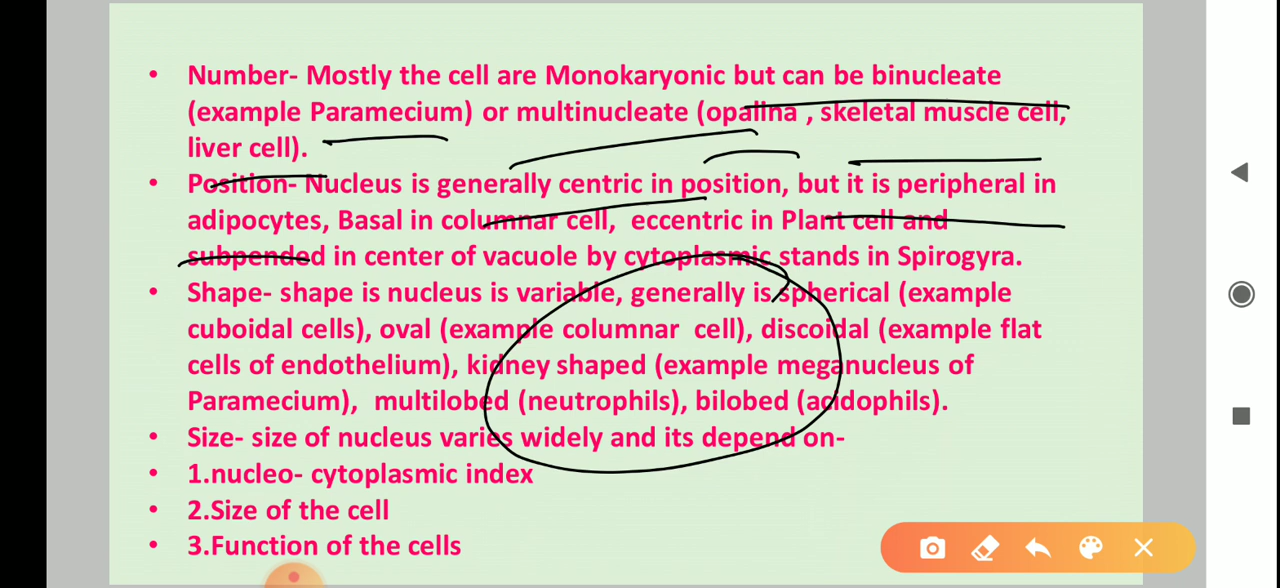 • Number- Mostly the cell are Monokaryonic but can be binucleate
(example Paramecium) or multinucleate (opalina , skeletal muscle cell,
liver cell).
• Position- Nucleus is generally centric in position, but it is peripheral in
adipocytes, Basal in columnar cell, eccentric in Plant cell and
subpended in center of vacuole by cytoplasmic stands in Spirogyra.
• Shape- shape is nucleus is variable, generally is spherical (example
cuboidal cells), oval (example columnar cell), discoidal (example flat
cells of endothelium), kidney shaped (example meganucleus of
Paramecium), multilobed (neutrophils), bilobed (acidophils).
• Size- size of nucleus varies widely and its depend on-
• 1.nucleo- cytoplasmic index
• 2.Size of the cell
• 3.Function of the cells